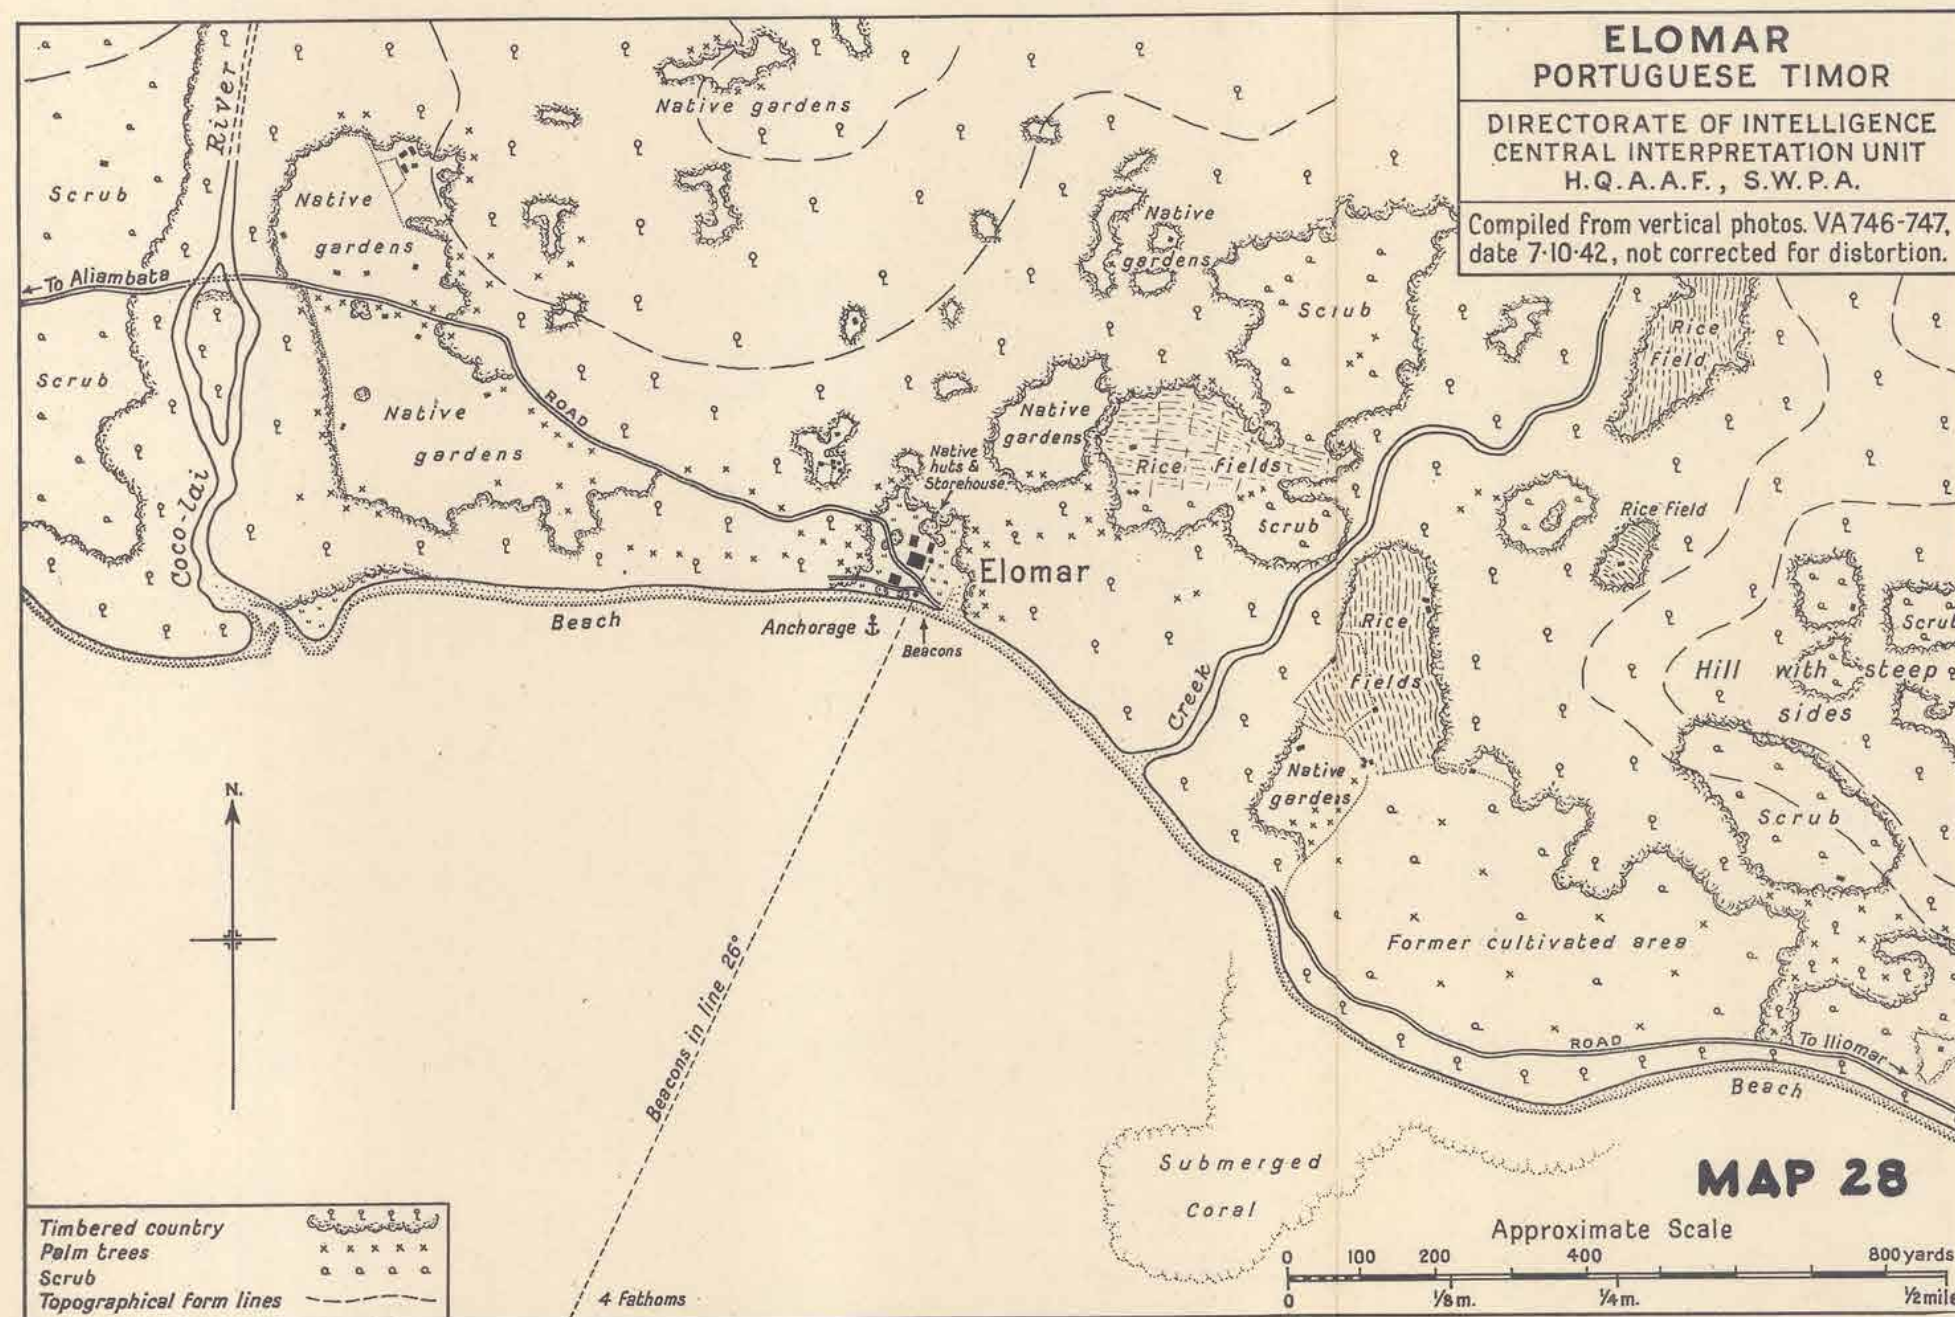 ELOMAR
PORTUGUESE TIMOR
DIRECTORATE OF INTELLIGENCE
CENTRAL INTERPRETATION UNIT
H.Q.A.A.F., S.W.P.A.
Compiled from vertical photos. VA746-747,
date 7·10·42, not corrected for distortion.
River
Native gardens
Scrub
Native
gardens
Native
gardens
To Aliambata
Scrub
Rice
Field
Scrub
Native
gardens
ROAD
Native
gardens
Native
huts &
Storehouse
Rice fields
Scrub
Rice Field
Coco-lai
Elomar
Beach
Anchorage
Beacons
Rice
fields
Scrub
Hill with steep
sides
Creek
Native
gardens
N.
Scrub
Former cultivated area
Beacons in line 26°
ROAD
To Iliomar
Beach
Submerged
Coral
MAP 28
Approximate Scale
0 100 200 400 800 yards
0 1/8 m. 1/4 m. 1/2 mile
Timbered country
Palm trees
Scrub
Topographical form lines
4 Fathoms